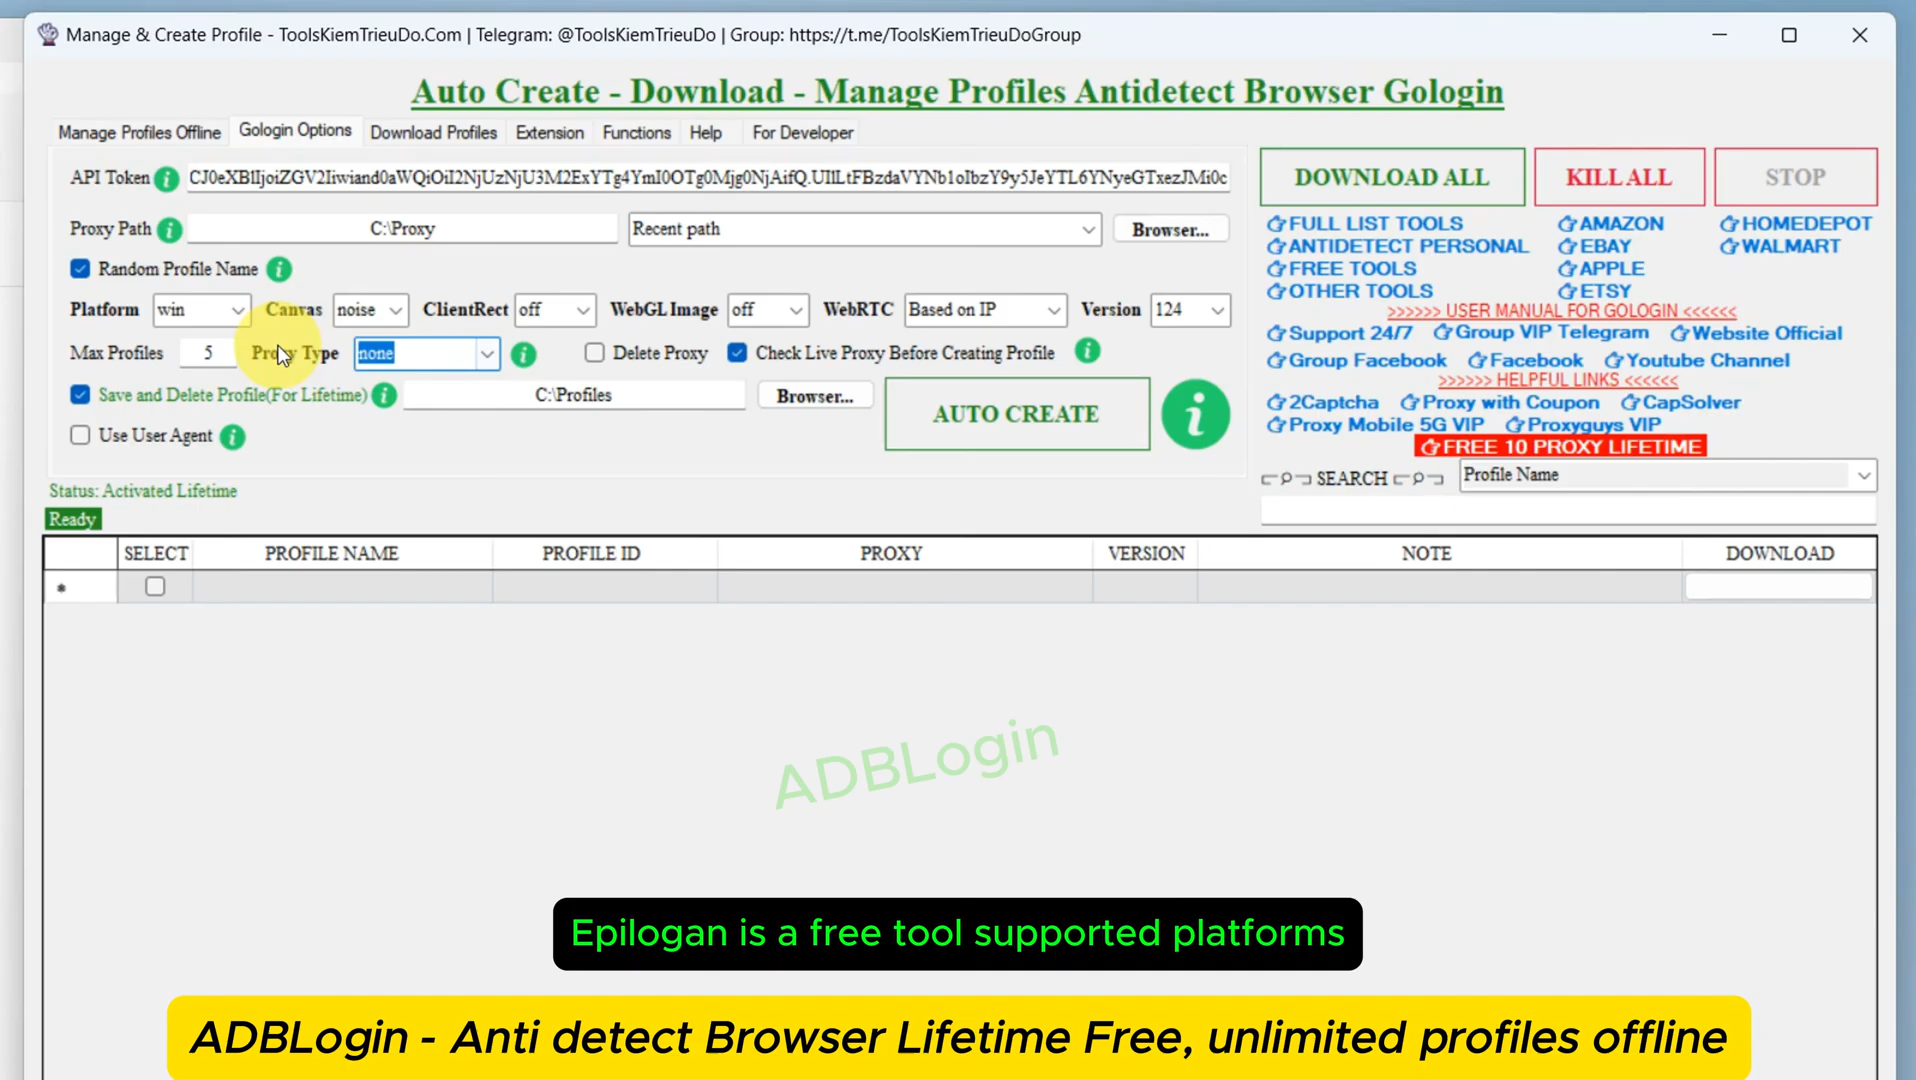 Manage & Create Profile - ToolsKiemTrieuDo.Com | Telegram: @ToolsKiemTrieuDo | Group: https://t.me/ToolsKiemTrieuDoGroup
Auto Create - Download - Manage Profiles Antidetect Browser Gologin
Manage Profiles Offline Gologin Options Download Profiles Extension Functions Help For Developer
API Token
DOWNLOAD ALL KILL ALL STOP
Proxy Path C:\Proxy Recent path Browser...
FULL LIST TOOLS AMAZON HOMEDEPOT
ANTIDETECT PERSONAL EBAY WALMART
Random Profile Name
FREE TOOLS APPLE
OTHER TOOLS ETSY
Platform win Canvas noise ClientRect off WebGL Image off WebRTC Based on IP Version 124
>>>>>> USER MANUAL FOR GOLOGIN <<<<<<
Support 24/7 Group VIP Telegram Website Official
Max Profiles 5 Proxy Type none Delete Proxy Check Live Proxy Before Creating Profile
Group Facebook Facebook Youtube Channel
>>>>>> HELPFUL LINKS <<<<<<
Save and Delete Profile(For Lifetime) C:\Profiles Browser... AUTO CREATE
2Captcha Proxy with Coupon CapSolver
Proxy Mobile 5G VIP Proxyguys VIP
Use User Agent
FREE 10 PROXY LIFETIME
SEARCH Profile Name
Status: Activated Lifetime
Ready
SELECT PROFILE NAME PROFILE ID PROXY VERSION NOTE DOWNLOAD
ADBLogin
Epilogan is a free tool supported platforms
ADBLogin - Anti detect Browser Lifetime Free, unlimited profiles offline